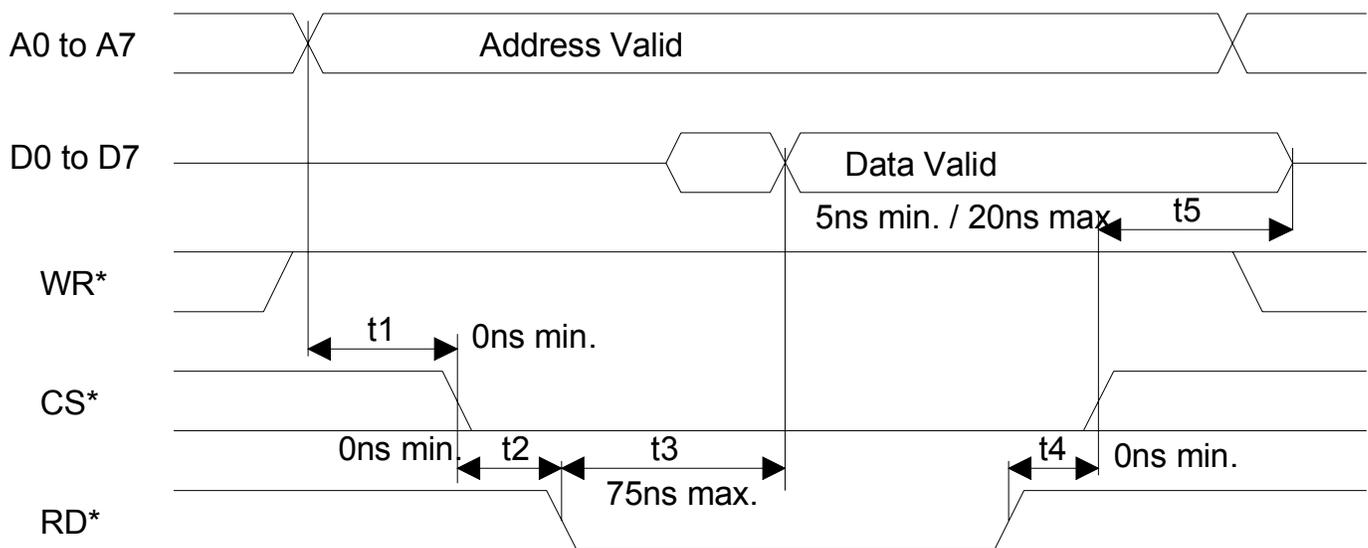 A0 to A7
Address Valid
D0 to D7
Data Valid
5ns min. / 20ns max.
t5
WR*
t1
0ns min.
CS*
0ns min.
t2
t3
t4
0ns min.
75ns max.
RD*